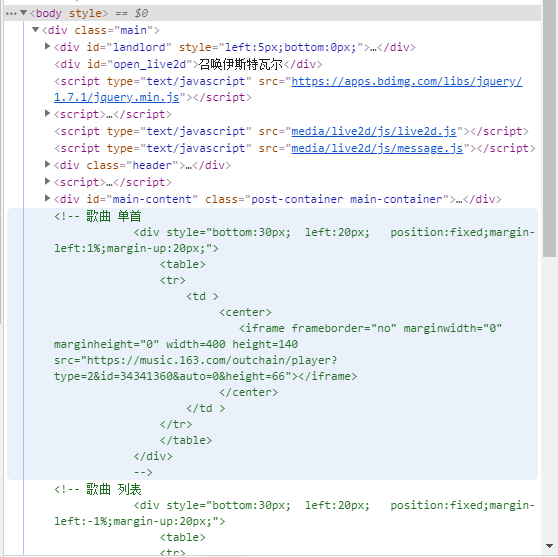 <body style> == $0
<div class="main">
<div id="landlord" style="left:5px;bottom:0px;">…</div>
<div id="open_live2d">召唤伊斯特瓦尔</div>
<script type="text/javascript" src="https://apps.bdimg.com/libs/jquery/
1.7.1/jquery.min.js"></script>
<script>…</script>
<script type="text/javascript" src="media/live2d/js/live2d.js"></script>
<script type="text/javascript" src="media/live2d/js/message.js"></script>
<div class="header">…</div>
<script>…</script>
<div id="main-content" class="post-container main-container">…</div>
<!-- 歌曲 单首
<div style="bottom:30px; left:20px; position:fixed;margin-
left:1%;margin-up:20px;">
<table>
<tr>
<td >
<center>
<iframe frameborder="no" marginwidth="0"
marginheight="0" width=400 height=140
src="https://music.163.com/outchain/player?
type=2&id=34341360&auto=0&height=66"></iframe>
</center>
</td >
</tr>
</table>
</div>
-->
<!-- 歌曲 列表
<div style="bottom:30px; left:20px; position:fixed;margin-
left:-1%;margin-up:20px;">
<table>
<tr>